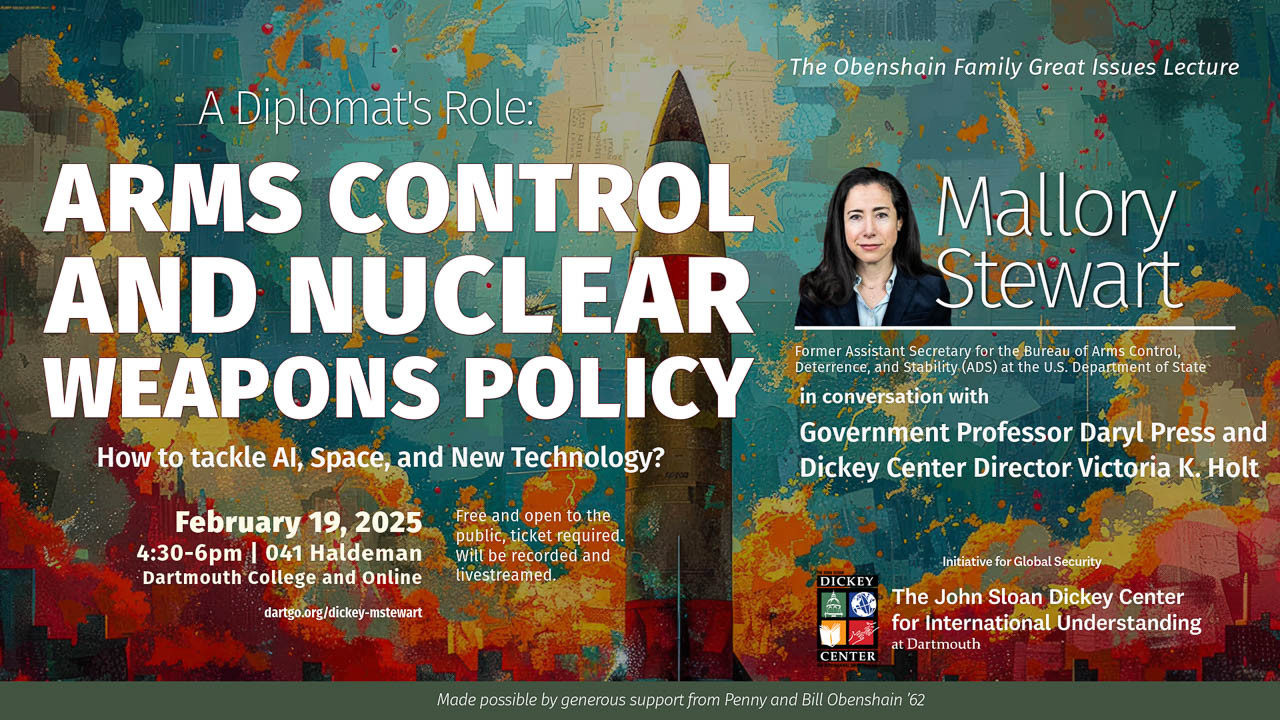 The Obenshain Family Great Issues Lecture
A Diplomat's Role:
ARMS CONTROL
AND NUCLEAR
WEAPONS POLICY
How to tackle AI, Space, and New Technology?
February 19, 2025
4:30-6pm | 041 Haldeman
Dartmouth College and Online
dartgo.org/dickey-mstewart
Free and open to the
public, ticket required.
Will be recorded and
livestreamed.
Mallory
Stewart
Former Assistant Secretary for the Bureau of Arms Control,
Deterrence, and Stability (ADS) at the U.S. Department of State
in conversation with
Government Professor Daryl Press and
Dickey Center Director Victoria K. Holt
Initiative for Global Security
DICKEY
CENTER
The John Sloan Dickey Center
for International Understanding
at Dartmouth
Made possible by generous support from Penny and Bill Obenshain '62